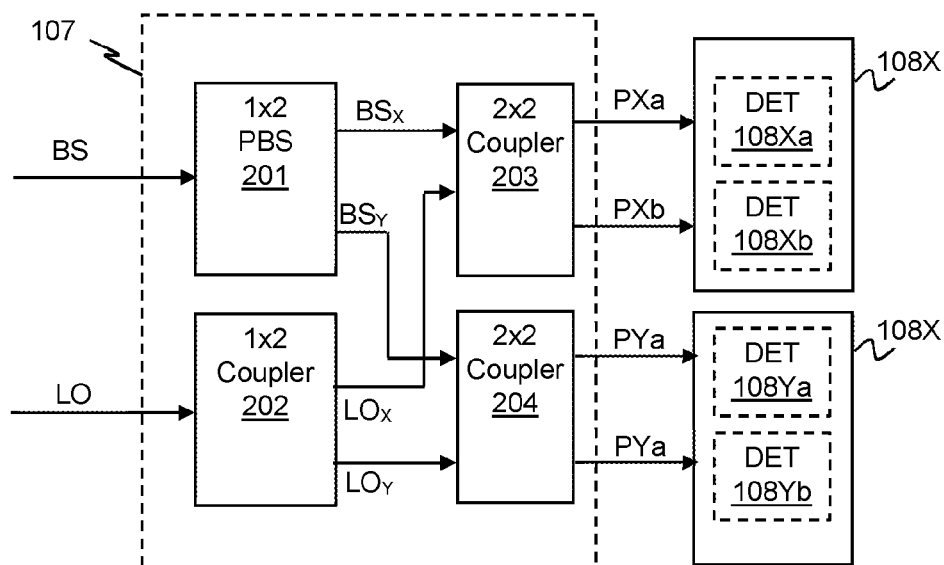 107
BS
1x2
PBS
201
BSX
BSY
2x2
Coupler
203
PXa
PXb
108X
DET
108Xa
DET
108Xb
LO
1x2
Coupler
202
LOX
LOY
2x2
Coupler
204
PYa
PYa
108X
DET
108Ya
DET
108Yb